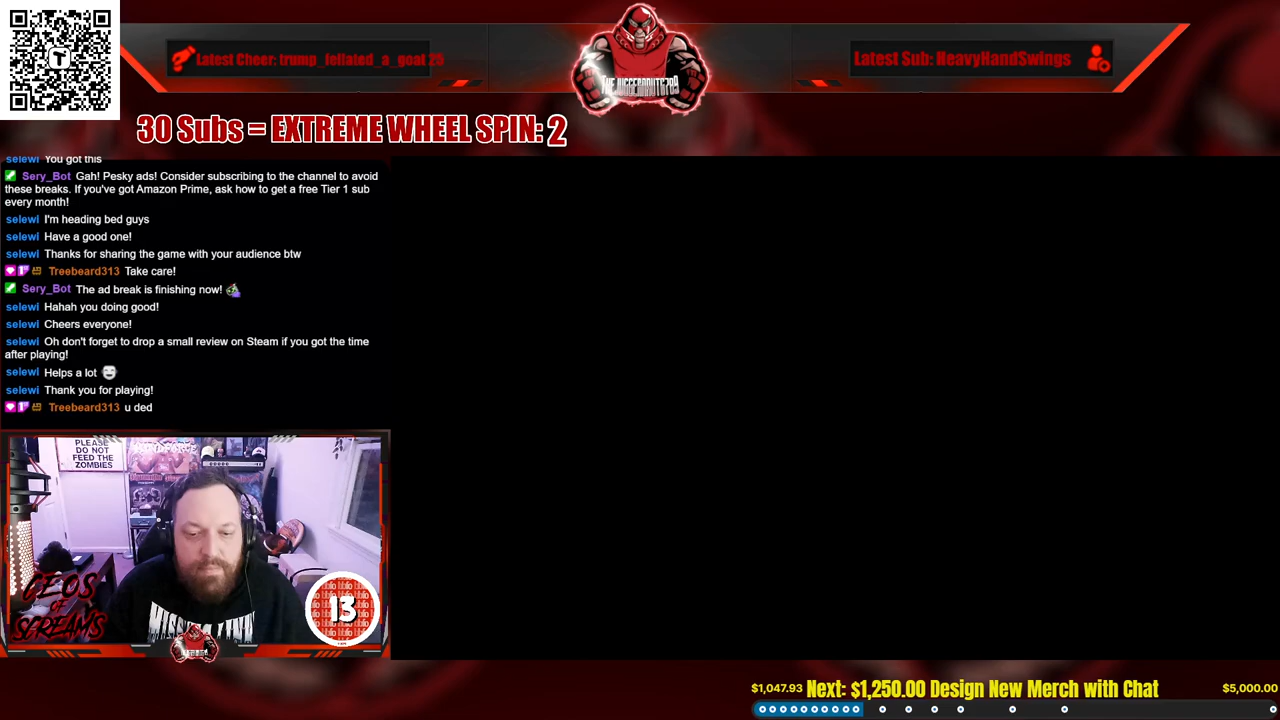 Latest Cheer: trump_fellated_a_goat 25
THEJUGGERNAUT6789
Latest Sub: HeavyHandSwings
30 Subs = EXTREME WHEEL SPIN: 2
selewi You got this
Sery_Bot Gah! Pesky ads! Consider subscribing to the channel to avoid
these breaks. If you've got Amazon Prime, ask how to get a free Tier 1 sub
every month!
selewi I'm heading bed guys
selewi Have a good one!
selewi Thanks for sharing the game with your audience btw
Treebeard313 Take care!
Sery_Bot The ad break is finishing now!
selewi Hahah you doing good!
selewi Cheers everyone!
selewi Oh don't forget to drop a small review on Steam if you got the time
after playing!
selewi Helps a lot
selewi Thank you for playing!
Treebeard313 u ded
PLEASE
DO NOT
FEED THE
ZOMBIES
GEOS
OF
SCREAMS
13
$1,047.93 Next: $1,250.00 Design New Merch with Chat $5,000.00